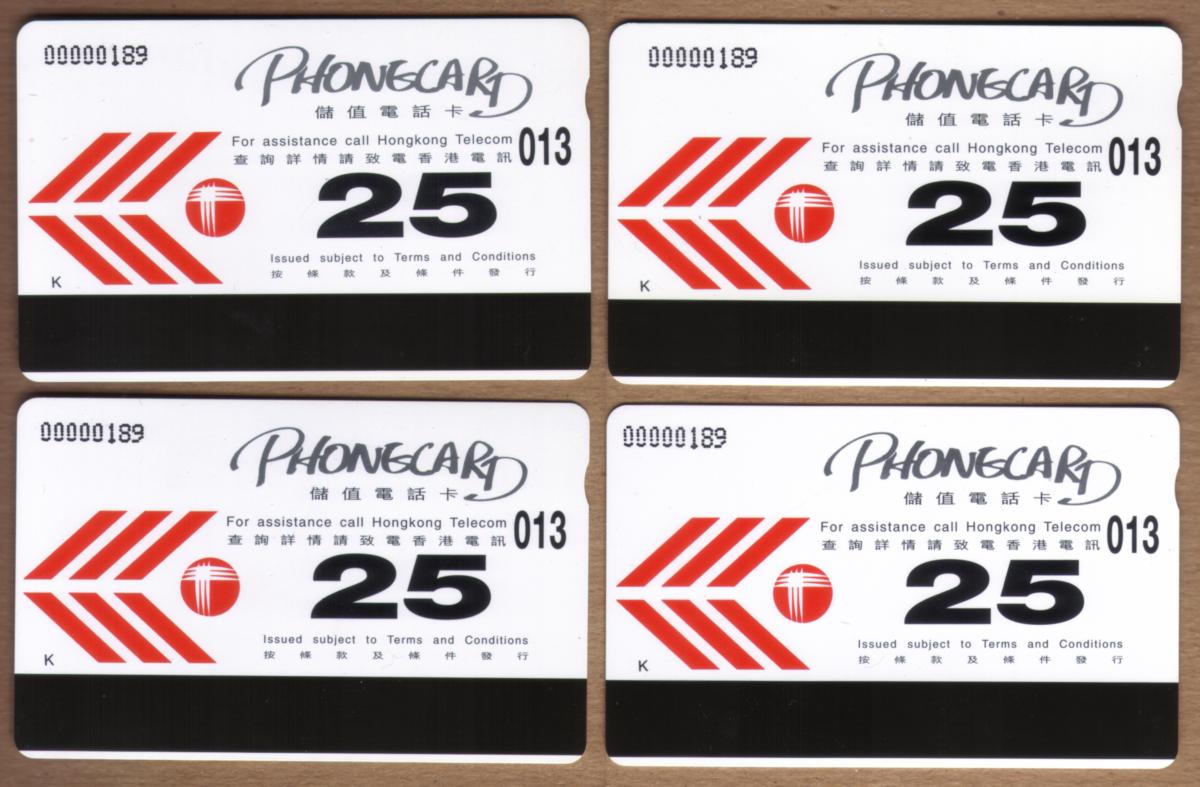 00000189
PHONECARD
儲值電話卡
For assistance call Hongkong Telecom 013
查詢詳情請致電香港電訊
25
Issued subject to Terms and Conditions
按條款及條件發行
K
00000189
PHONECARD
儲值電話卡
For assistance call Hongkong Telecom 013
查詢詳情請致電香港電訊
25
Issued subject to Terms and Conditions
按條款及條件發行
K
00000189
PHONECARD
儲值電話卡
For assistance call Hongkong Telecom 013
查詢詳情請致電香港電訊
25
Issued subject to Terms and Conditions
按條款及條件發行
K
00000189
PHONECARD
儲值電話卡
For assistance call Hongkong Telecom 013
查詢詳情請致電香港電訊
25
Issued subject to Terms and Conditions
按條款及條件發行
K